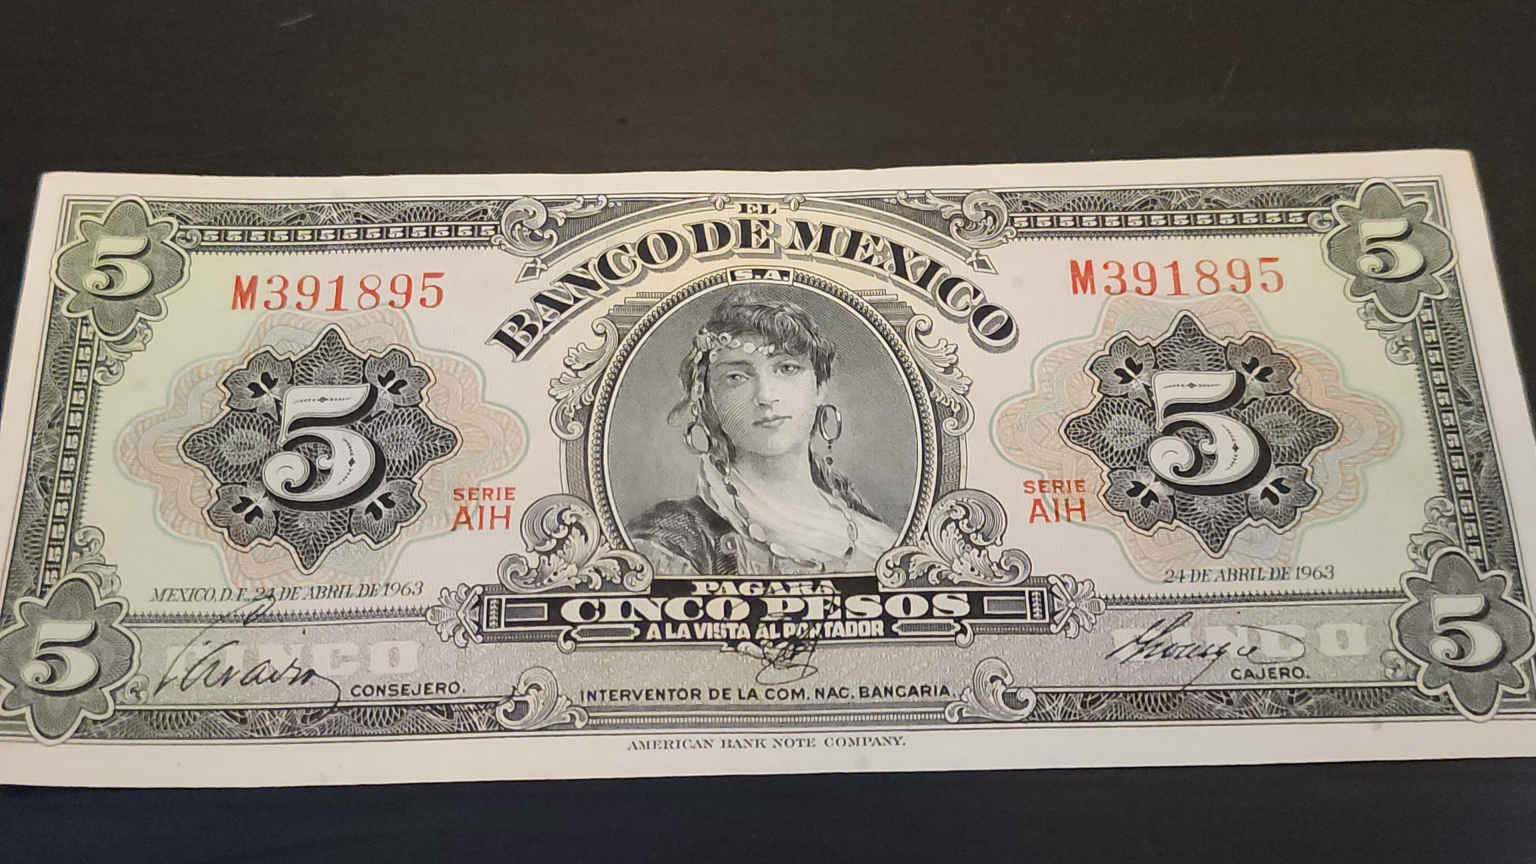 5
5
EL
BANCO DE MEXICO
S.A.
M391895
M391895
5
5
SERIE
AIH
SERIE
AIH
MEXICO, D.F., 24 DE ABRIL DE 1963
24 DE ABRIL DE 1963
PAGARA
CINCO PESOS
A LA VISTA AL PORTADOR
5
CINCO
CINCO
5
CONSEJERO.
INTERVENTOR DE LA COM. NAC. BANCARIA.
CAJERO.
AMERICAN BANK NOTE COMPANY.